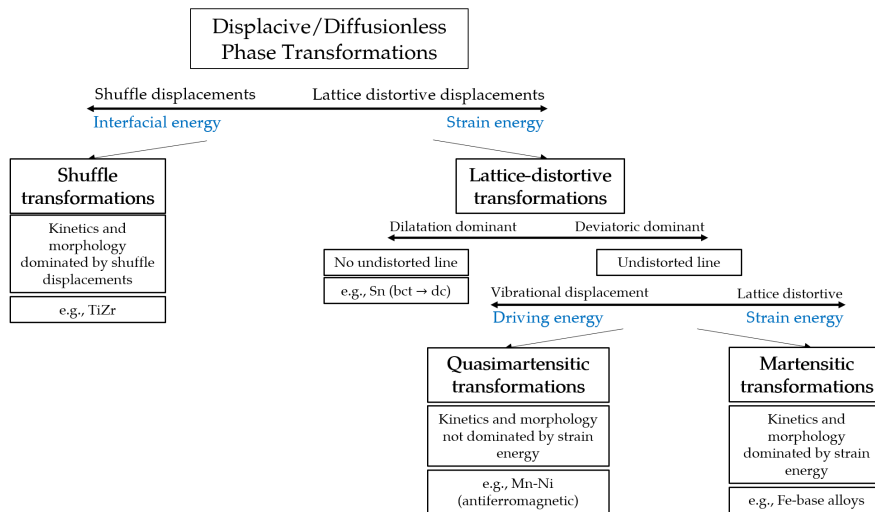 Displacive/Diffusionless
Phase Transformations
Shuffle displacements
Lattice distortive displacements
Interfacial energy
Strain energy
Shuffle
transformations
Kinetics and
morphology
dominated by shuffle
displacements
e.g., TiZr
Lattice-distortive
transformations
Dilatation dominant
Deviatoric dominant
No undistorted line
Undistorted line
e.g., Sn (bct → dc)
Vibrational displacement
Lattice distortive
Driving energy
Strain energy
Quasimartensitic
transformations
Kinetics and morphology
not dominated by strain
energy
e.g., Mn-Ni
(antiferromagnetic)
Martensitic
transformations
Kinetics and
morphology
dominated by strain
energy
e.g., Fe-base alloys